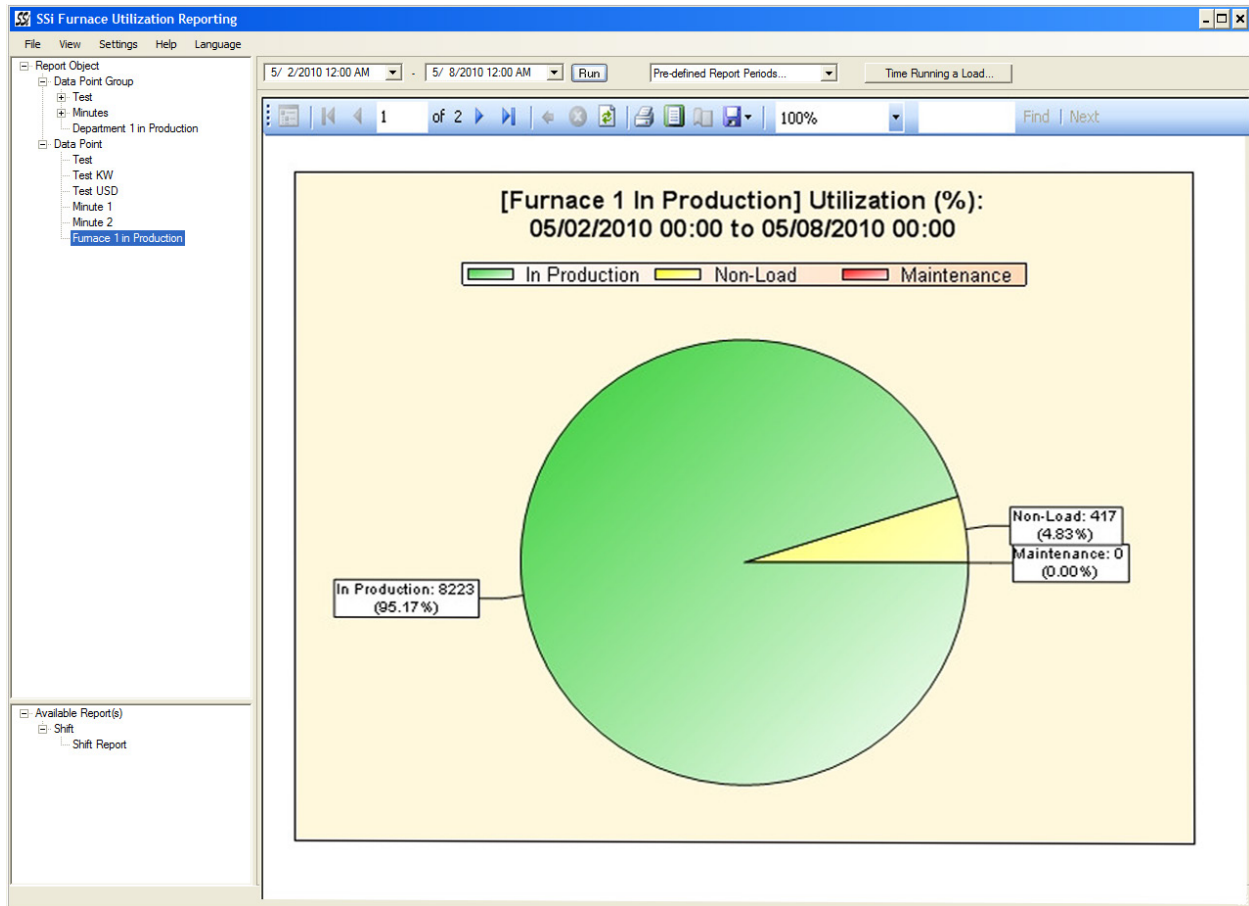 SSi SSi Furnace Utilization Reporting
File View Settings Help Language
Report Object
Data Point Group
Test
Minutes
Department 1 in Production
Data Point
Test
Test KW
Test USD
Minute 1
Minute 2
Furnace 1 in Production
Available Report(s)
Shift
Shift Report
5/ 2/2010 12:00 AM - 5/ 8/2010 12:00 AM Run Pre-defined Report Periods... Time Running a Load...
1 of 2 100% Find | Next
[Furnace 1 In Production] Utilization (%):
05/02/2010 00:00 to 05/08/2010 00:00
In Production Non-Load Maintenance
Non-Load: 417
(4.83%)
Maintenance: 0
(0.00%)
In Production: 8223
(95.17%)